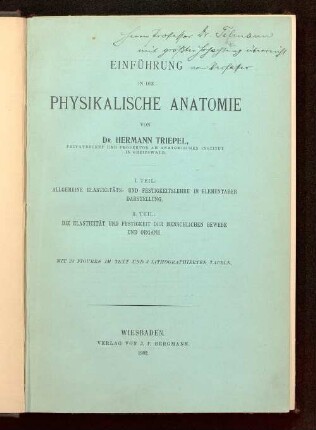 Herrn Professor Dr.
mit größter Hochachtung überreicht
vom Verfasser
EINFÜHRUNG
IN DIE
PHYSIKALISCHE ANATOMIE
VON
DR. HERMANN TRIEPEL,
PRIVATDOCENT UND PROSECTOR AM ANATOMISCHEN INSTITUT
IN GREIFSWALD.
I. TEIL:
ALLGEMEINE ELASTICITÄTS- UND FESTIGKEITSLEHRE IN ELEMENTARER
DARSTELLUNG.
II. TEIL:
DIE ELASTICITÄT UND FESTIGKEIT DER MENSCHLICHEN GEWEBE
UND ORGANE.
MIT 23 FIGUREN IM TEXT UND 3 LITHOGRAPHIERTEN TAFELN.
WIESBADEN.
VERLAG VON J. F. BERGMANN.
1902.